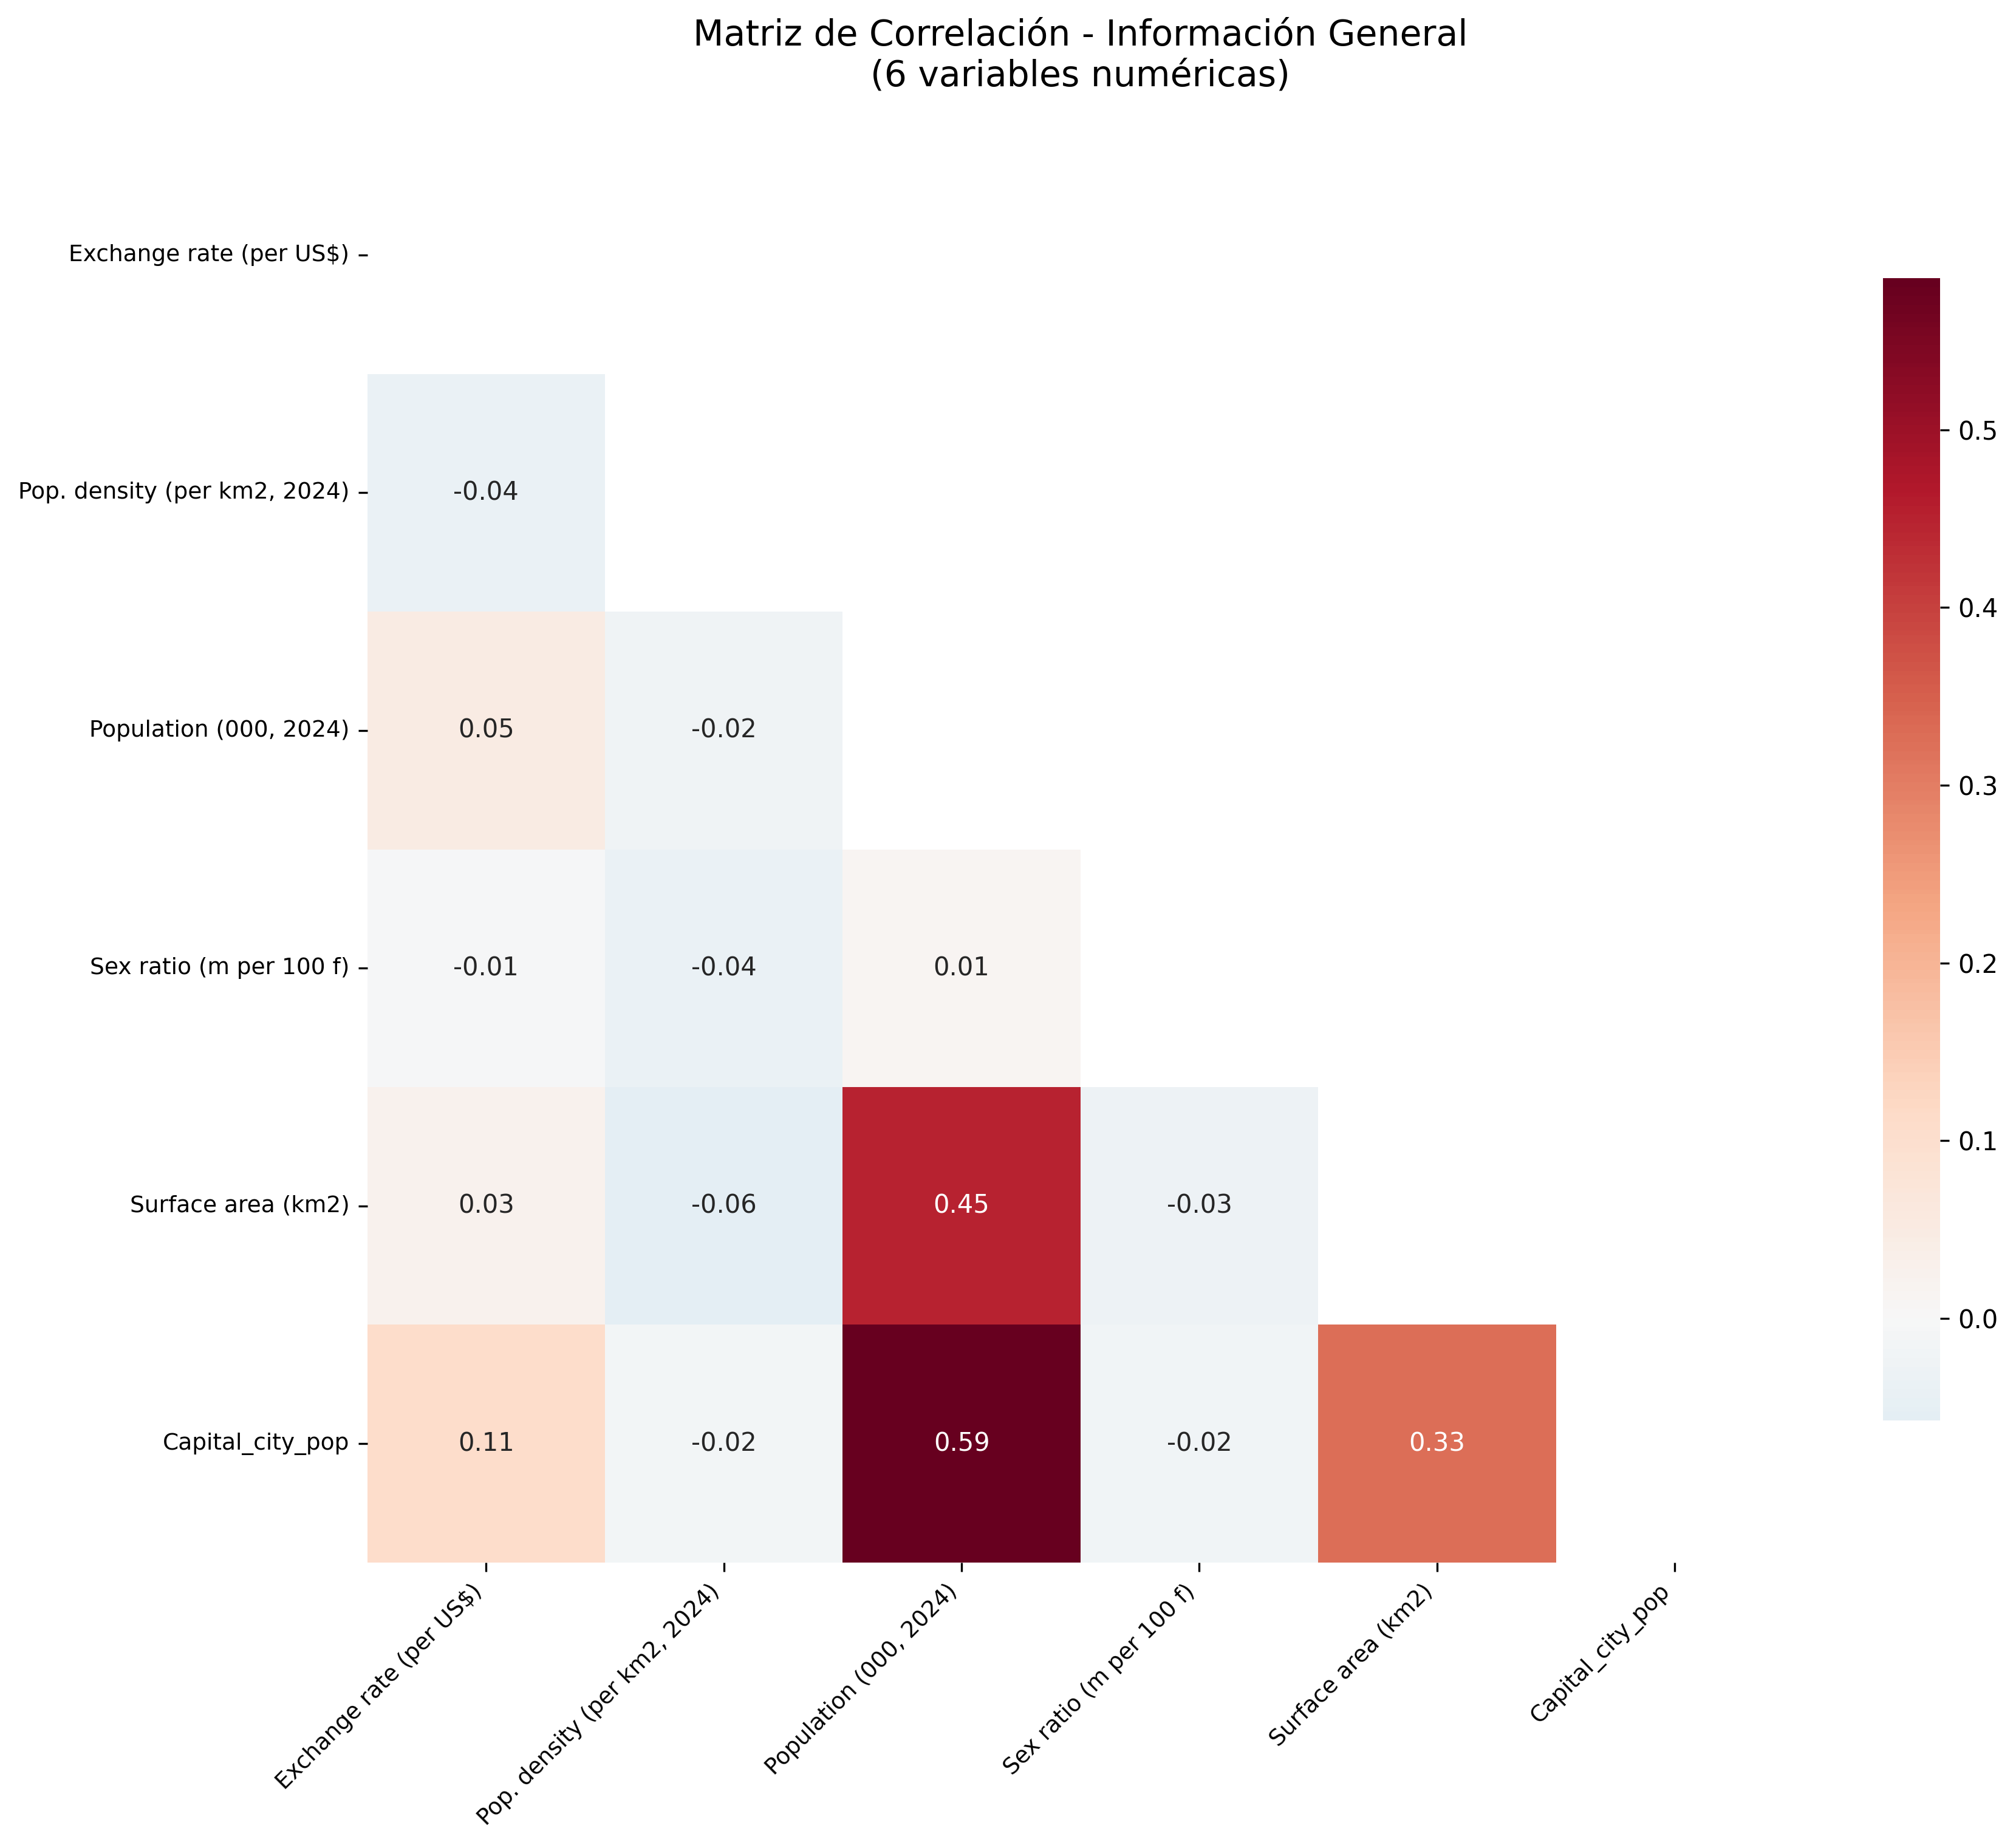 Matriz de Correlación - Información General
(6 variables numéricas)
Exchange rate (per US$)
Pop. density (per km2, 2024)
-0.04
Population (000, 2024)
0.05 -0.02
Sex ratio (m per 100 f)
-0.01 -0.04 0.01
Surface area (km2)
0.03 -0.06 0.45 -0.03
Capital_city_pop
0.11 -0.02 0.59 -0.02 0.33
Exchange rate (per US$)
Pop. density (per km2, 2024)
Population (000, 2024)
Sex ratio (m per 100 f)
Surface area (km2)
Capital_city_pop
0.5
0.4
0.3
0.2
0.1
0.0